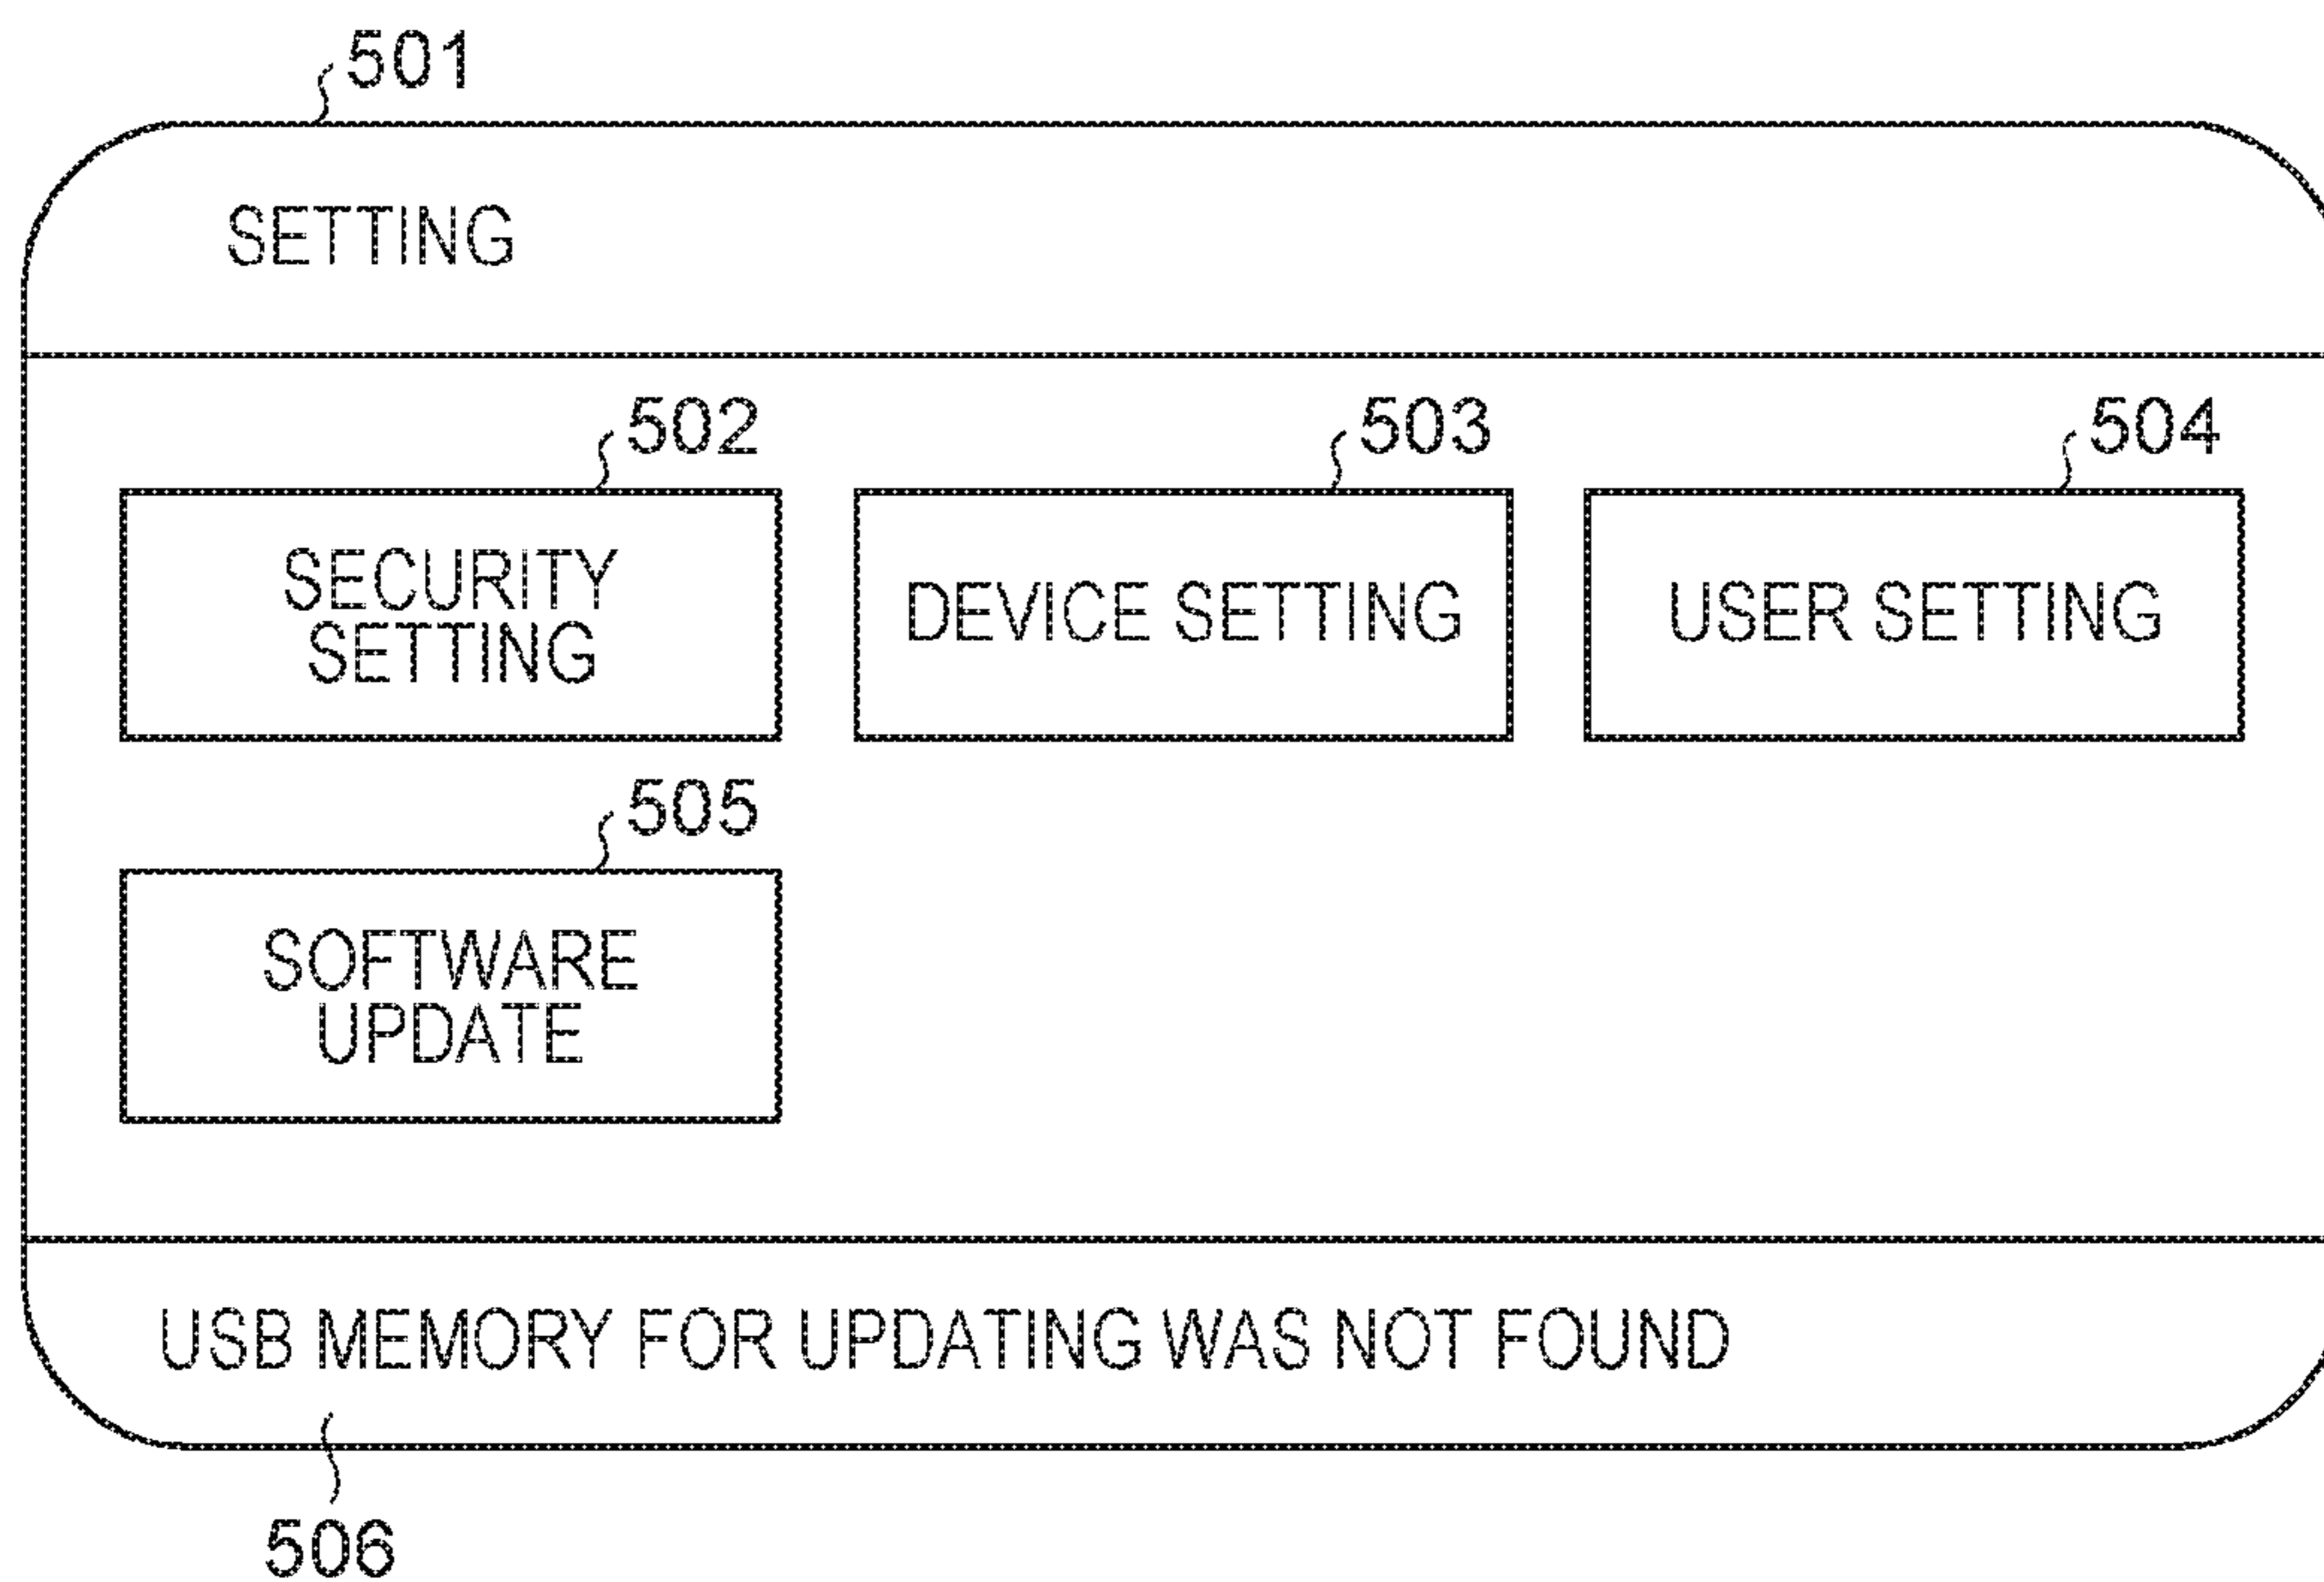 501
SETTING
502
503
504
SECURITY
SETTING
DEVICE SETTING
USER SETTING
505
SOFTWARE
UPDATE
USB MEMORY FOR UPDATING WAS NOT FOUND
506